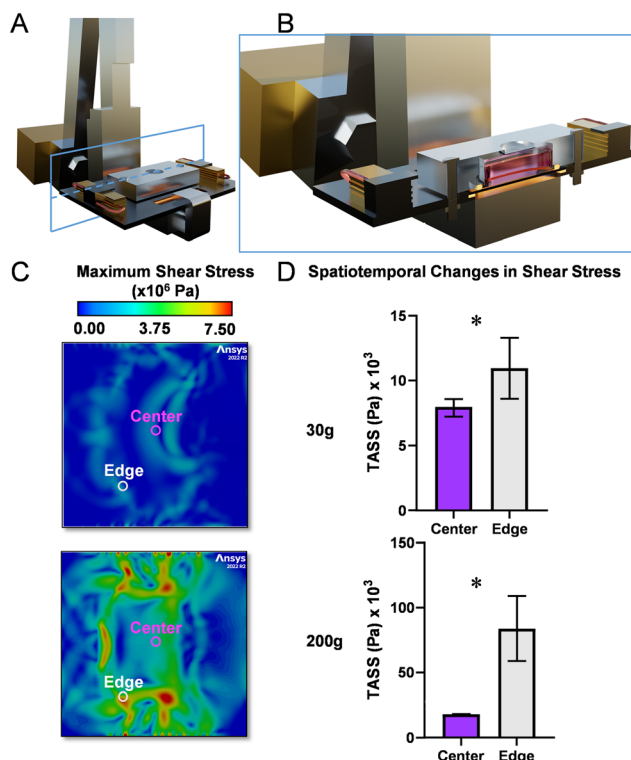 A
B
C
Maximum Shear Stress
(x10⁶ Pa)
0.00 3.75 7.50
Ansys
2022 R2
Center
Edge
Ansys
2022 R2
Center
Edge
D
Spatiotemporal Changes in Shear Stress
30g
TASS (Pa) x 10³
15
10
5
0
*
Center Edge
200g
TASS (Pa) x 10³
150
100
50
0
*
Center Edge